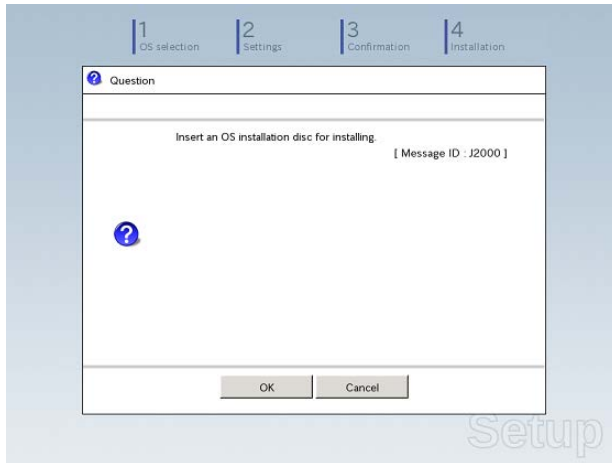 1
OS selection
2
Settings
3
Confirmation
4
Installation
Question
Insert an OS installation disc for installing.
[ Message ID : J2000 ]
OK
Cancel
Setup